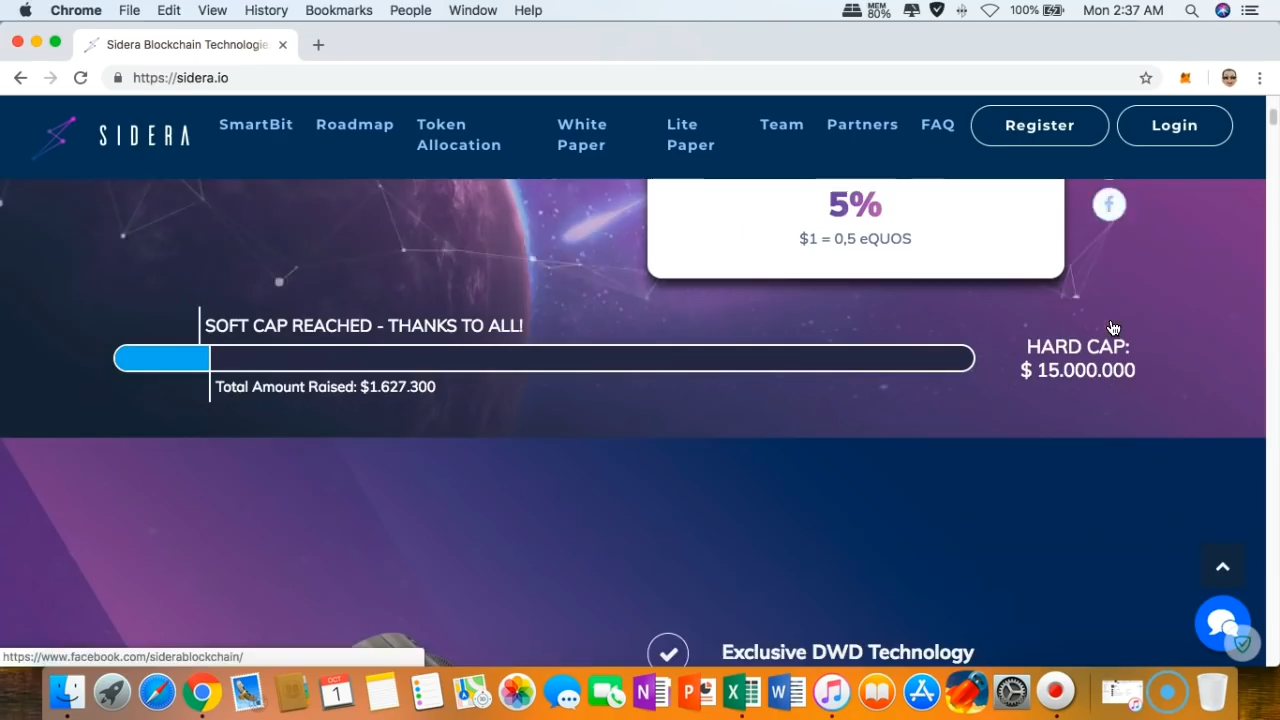 Chrome File Edit View History Bookmarks People Window Help MEM 80% 100% Mon 2:37 AM
Sidera Blockchain Technologie
https://sidera.io
SIDERA SmartBit Roadmap Token Allocation White Paper Lite Paper Team Partners FAQ Register Login
5%
$1 = 0,5 eQUOS
SOFT CAP REACHED - THANKS TO ALL!
Total Amount Raised: $1.627.300
HARD CAP:
$ 15.000.000
Exclusive DWD Technology
https://www.facebook.com/siderablockchain/
OCT
1
N P X W